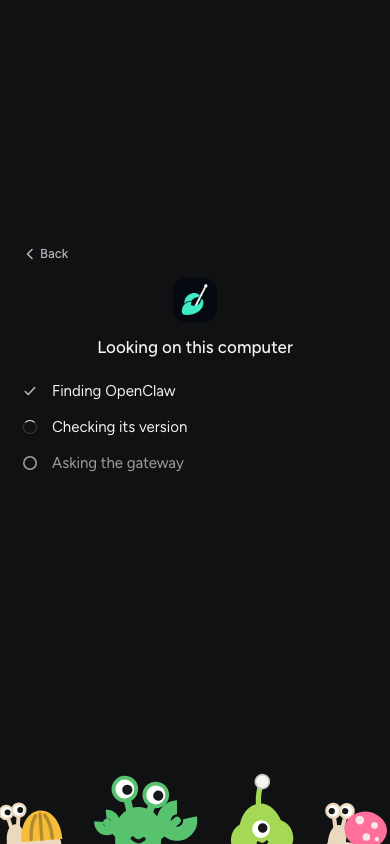 Back
Looking on this computer
Finding OpenClaw
Checking its version
Asking the gateway